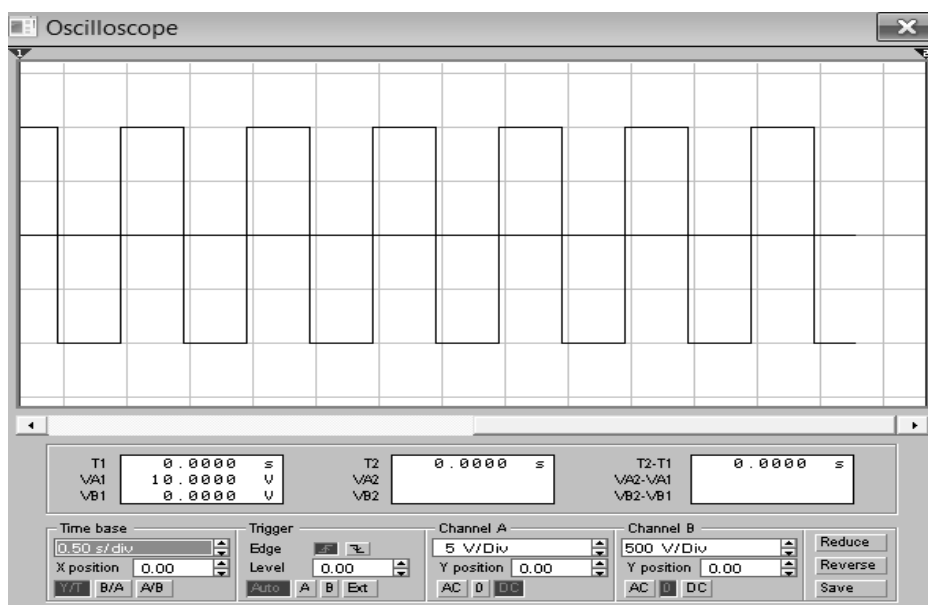 Oscilloscope
1 2
T1 0.0000 s T2 0.0000 s T2-T1 0.0000 s
VA1 10.0000 V VA2 VA2-VA1
VB1 0.0000 V VB2 VB2-VB1
Time base Trigger Channel A Channel B
0.50 s/div Edge 5 V/Div 500 V/Div Reduce
X position 0.00 Level 0.00 Y position 0.00 Y position 0.00 Reverse
Y/T B/A A/B Auto A B Ext AC 0 DC AC 0 DC Save